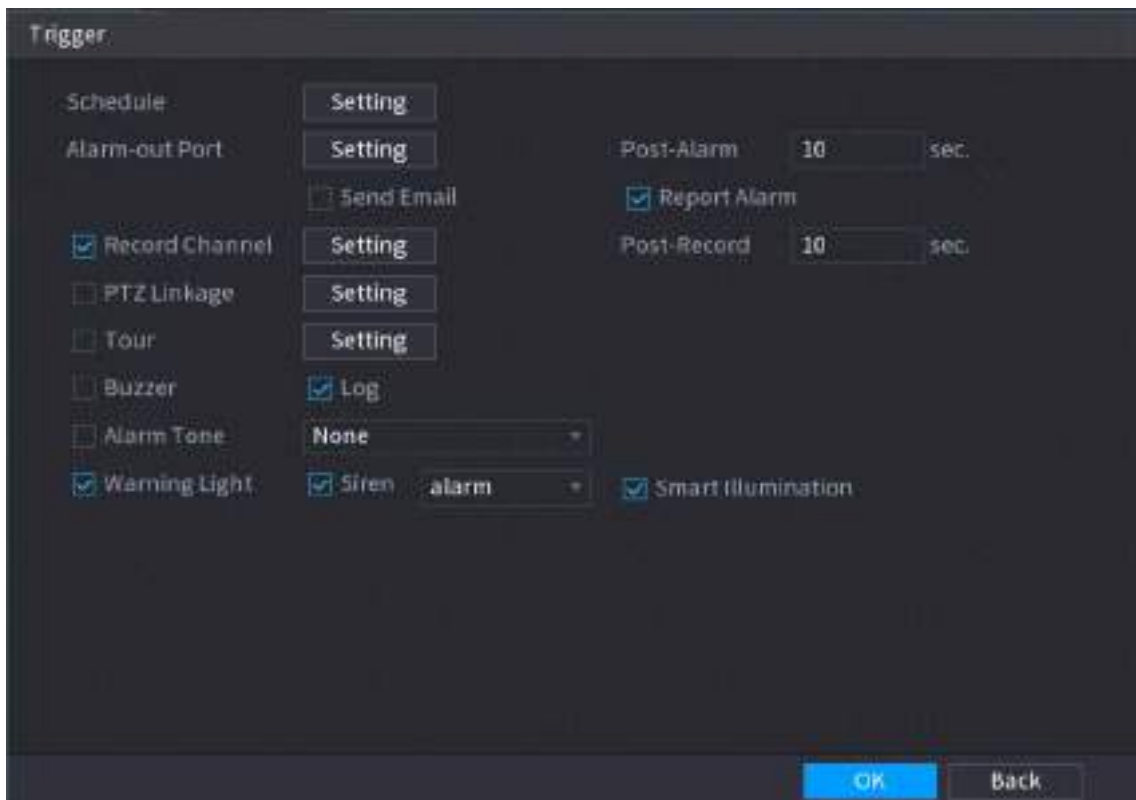 Trigger
Schedule Setting
Alarm-out Port Setting Post-Alarm 10 sec.
Send Email Report Alarm
Record Channel Setting Post-Record 10 sec.
PTZ Linkage Setting
Tour Setting
Buzzer Log
Alarm Tone None
Warning Light Siren alarm Smart Illumination
OK Back